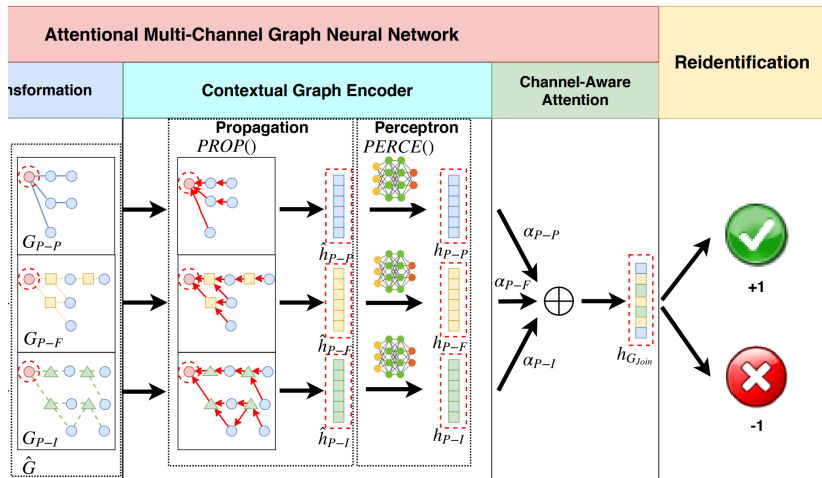 Attentional Multi-Channel Graph Neural Network
Reidentification
nsformation
Contextual Graph Encoder
Channel-Aware
Attention
Propagation
PROP()
Perceptron
PERCE()
G_{P-P}
ĥ_{P-P}
h_{P-P}
α_{P-P}
+1
G_{P-F}
ĥ_{P-F}
h_{P-F}
α_{P-F}
h_{G_{Join}}
G_{P-I}
ĥ_{P-I}
h_{P-I}
α_{P-I}
-1
Ĝ